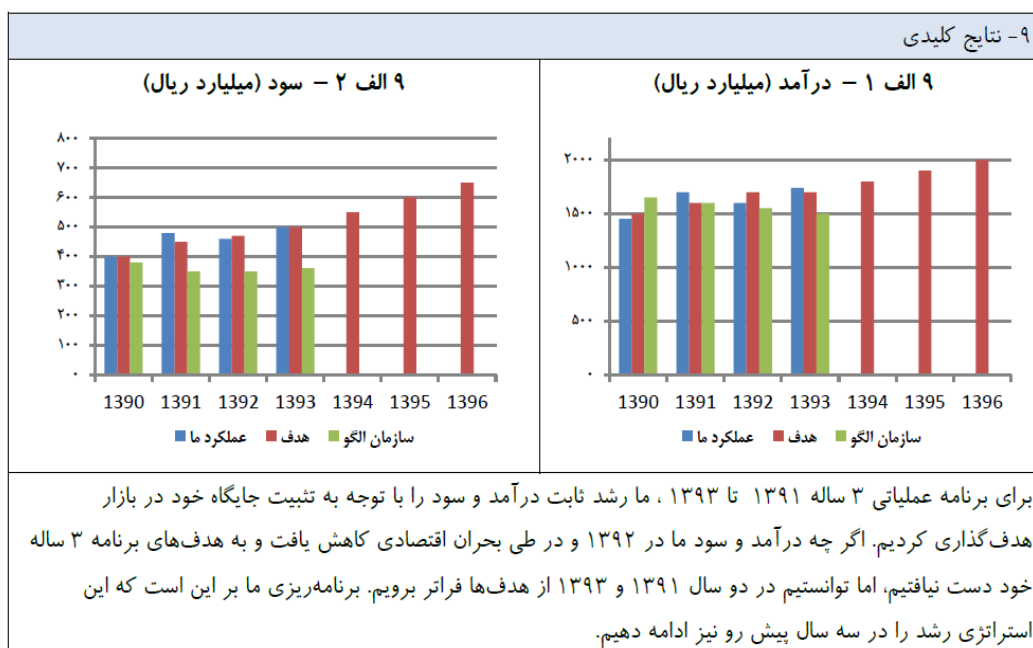 ۹- نتایج کلیدی
۹ الف ۱ – درآمد (میلیارد ریال)
۲۰۰۰
۱۵۰۰
۱۰۰۰
۵۰۰
۰
1390 1391 1392 1393 1394 1395 1396
عملکرد ما هدف سازمان الگو
۹ الف ۲ – سود (میلیارد ریال)
۸۰۰
۷۰۰
۶۰۰
۵۰۰
۴۰۰
۳۰۰
۲۰۰
۱۰۰
۰
1390 1391 1392 1393 1394 1395 1396
عملکرد ما هدف سازمان الگو
برای برنامه عملیاتی ۳ ساله ۱۳۹۱ تا ۱۳۹۳ ، ما رشد ثابت درآمد و سود را با توجه به تثبیت جایگاه خود در بازار
هدف‌گذاری کردیم. اگر چه درآمد و سود ما در ۱۳۹۲ و در طی بحران اقتصادی کاهش یافت و به هدف‌های برنامه ۳ ساله
خود دست نیافتیم، اما توانستیم در دو سال ۱۳۹۱ و ۱۳۹۳ از هدف‌ها فراتر برویم. برنامه‌ریزی ما بر این است که این
استراتژی رشد را در سه سال پیش رو نیز ادامه دهیم.